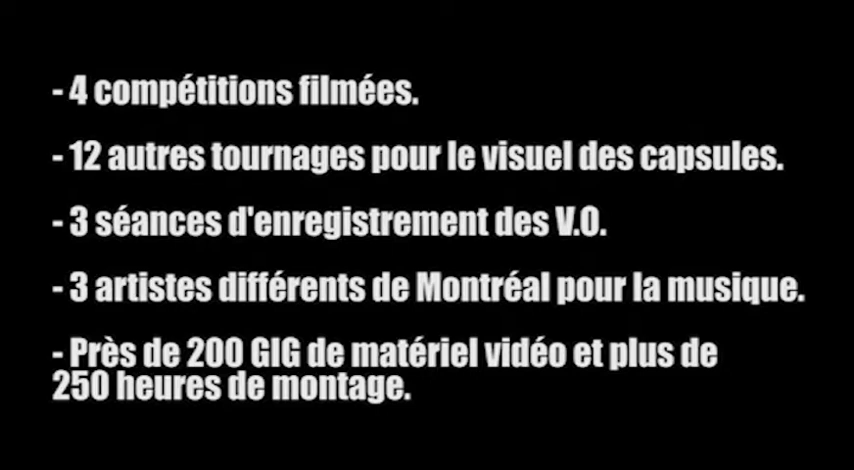 - 4 compétitions filmées.
- 12 autres tournages pour le visuel des capsules.
- 3 séances d'enregistrement des V.O.
- 3 artistes différents de Montréal pour la musique.
- Près de 200 GIG de matériel vidéo et plus de
250 heures de montage.